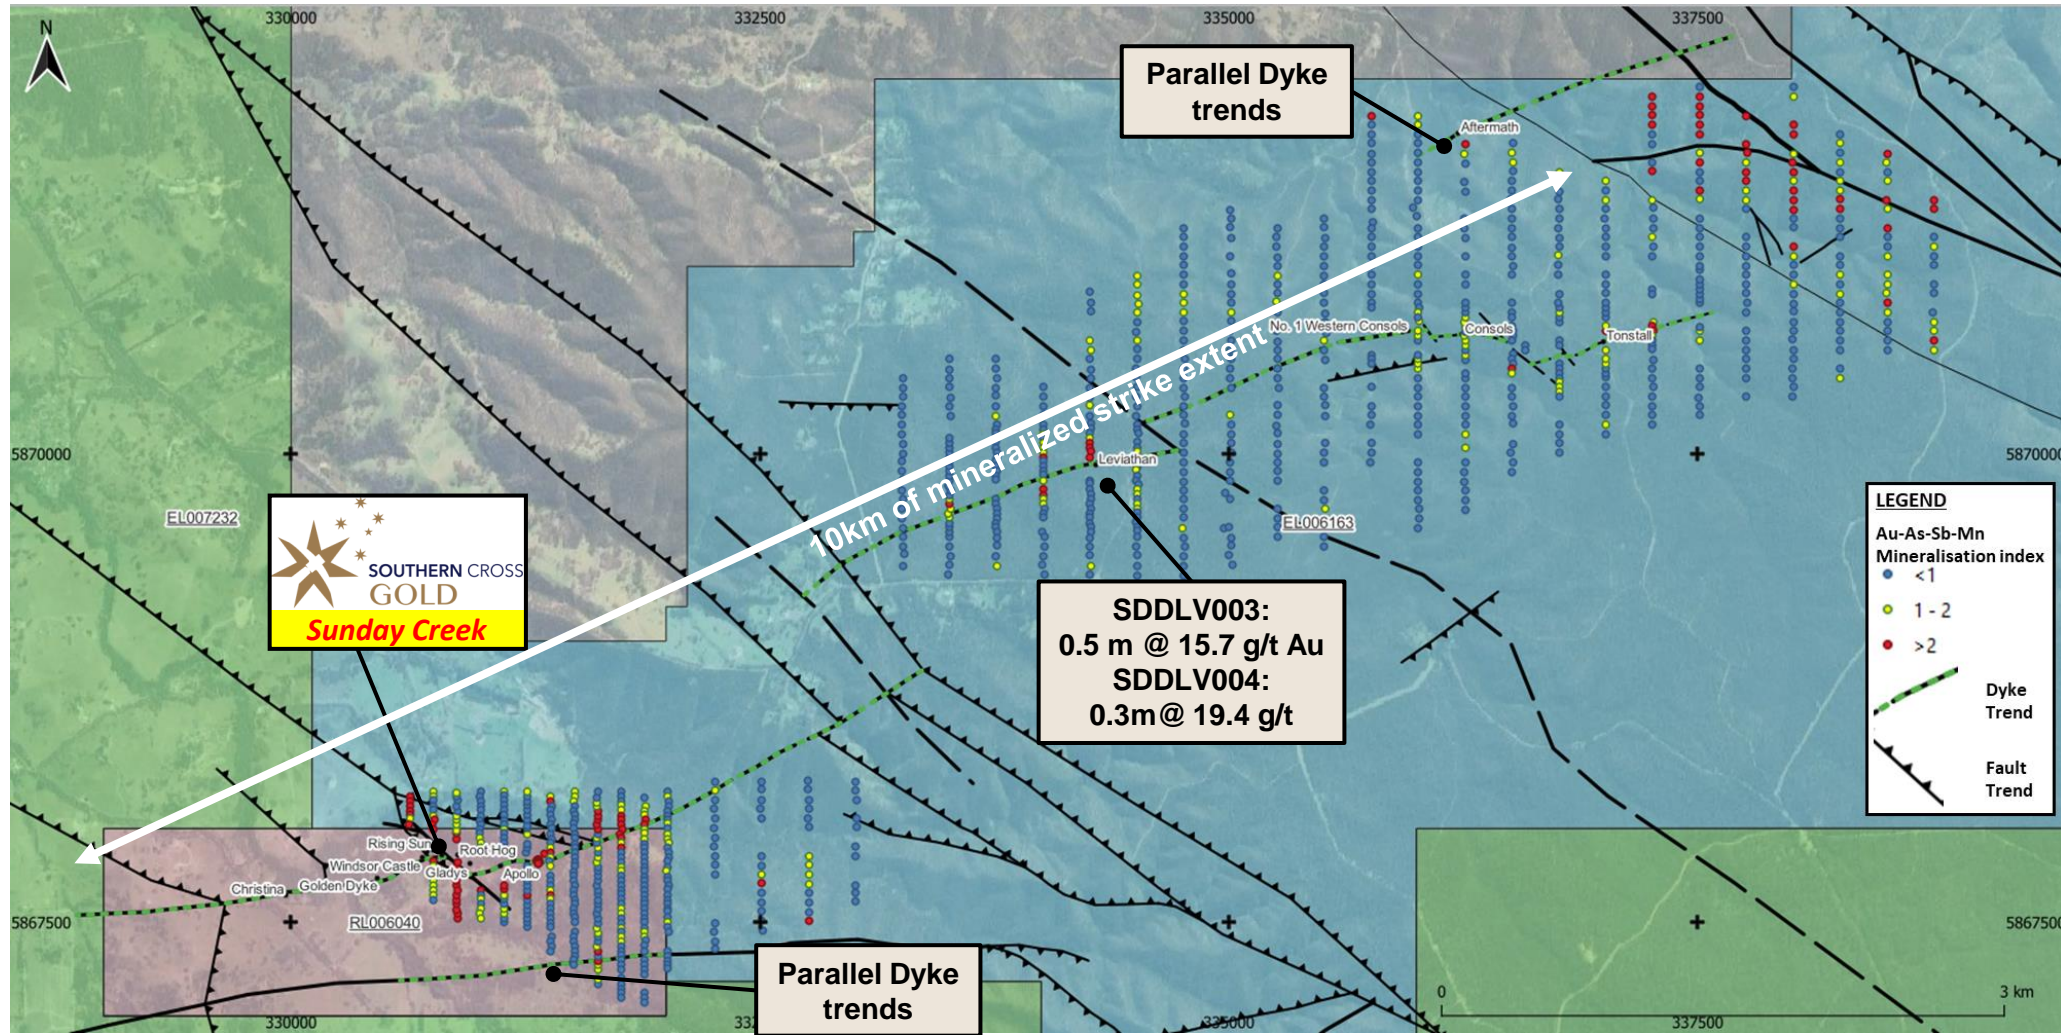 330000
332500
335000
337500
N
Parallel Dyke
trends
Aftermath
No. 1 Western Consols
Consols
Tonstall
10km of mineralized strike extent
Leviathan
5870000
5870000
EL007232
EL006163
SOUTHERN CROSS
GOLD
Sunday Creek
SDDLV003:
0.5 m @ 15.7 g/t Au
SDDLV004:
0.3m@ 19.4 g/t
LEGEND
Au-As-Sb-Mn
Mineralisation index
<1
1 - 2
>2
Dyke
Trend
Fault
Trend
Rising Sun
Root Hog
Windsor Castle
Gladys
Apollo
Christina
Golden Dyke
RL006040
5867500
5867500
Parallel Dyke
trends
0
3 km
330000
335000
337500